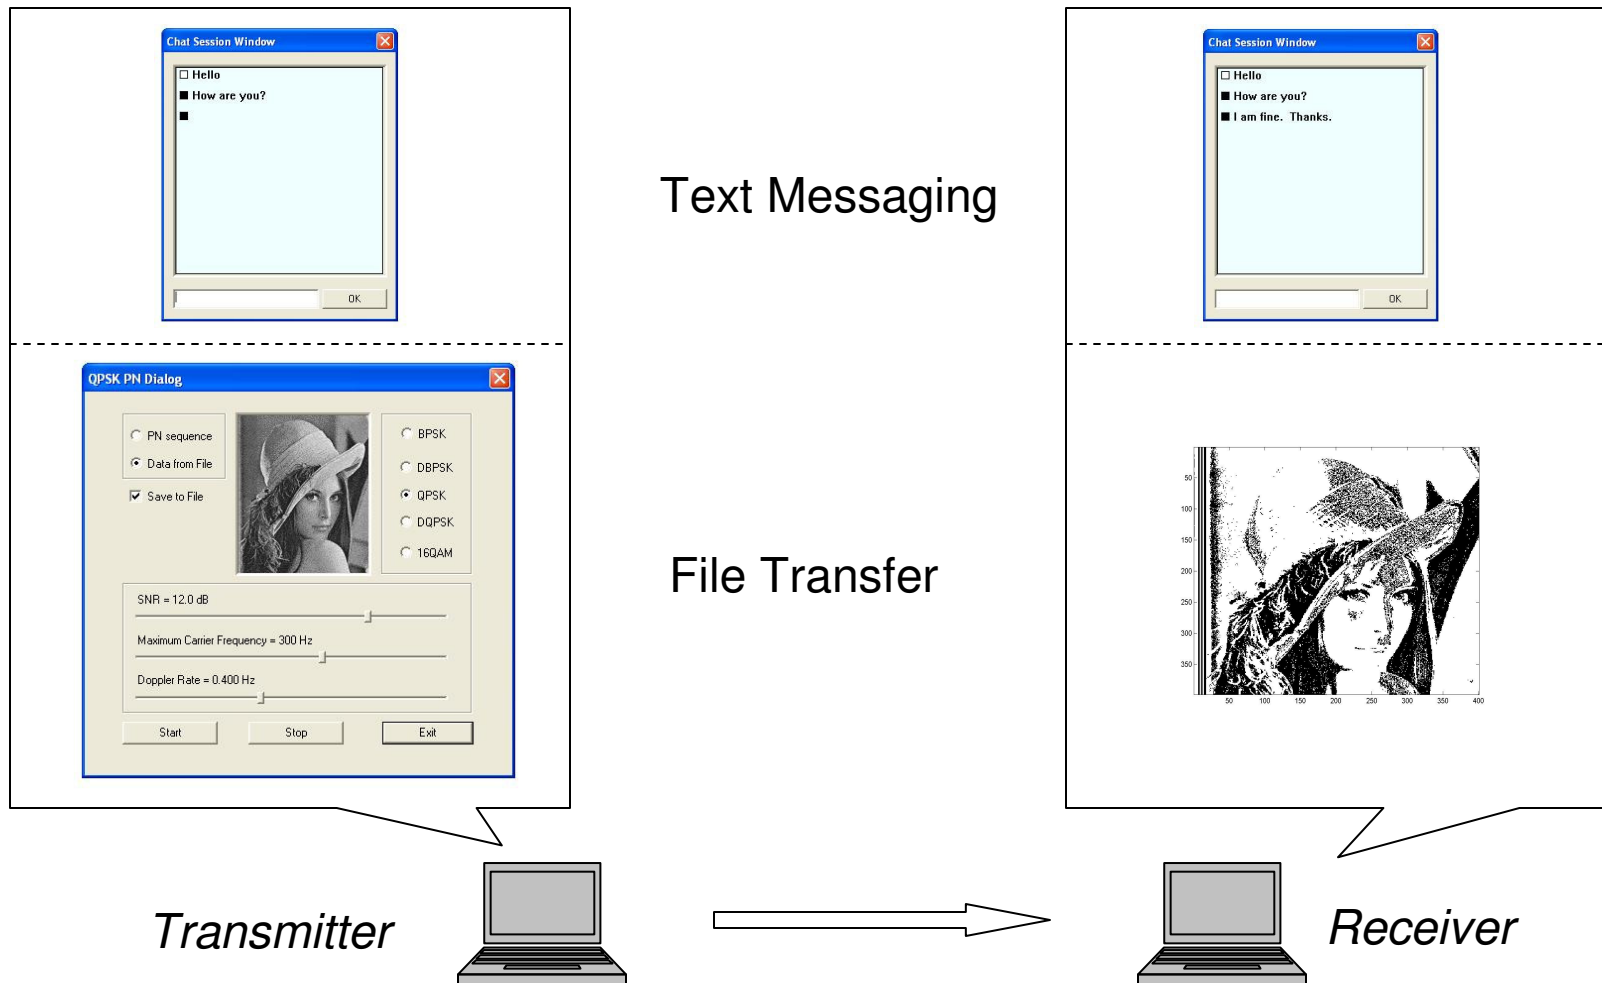 Chat Session Window
Hello
How are you?
OK
Text Messaging
Chat Session Window
Hello
How are you?
I am fine.  Thanks.
OK
QPSK PN Dialog
PN sequence
Data from File
Save to File
BPSK
DBPSK
QPSK
DQPSK
16QAM
SNR = 12.0 dB
Maximum Carrier Frequency = 300 Hz
Doppler Rate = 0.400 Hz
Start Stop Exit
File Transfer
50
100
150
200
250
300
350
50 100 150 200 250 300 350 400
Transmitter
Receiver